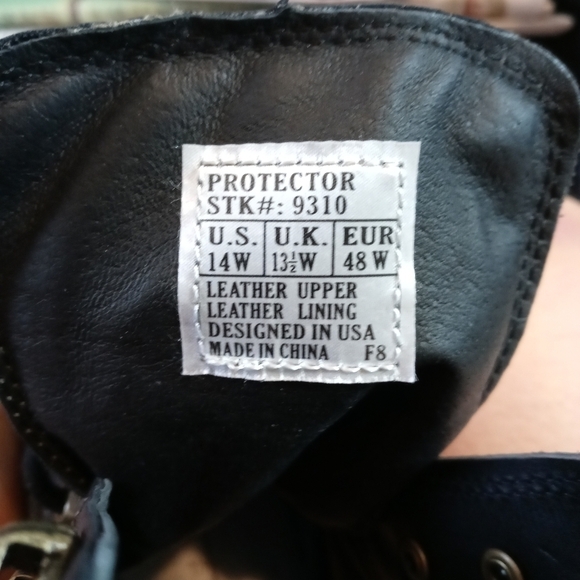 PROTECTOR
STK#: 9310
U.S. U.K. EUR
14W 13½W 48 W
LEATHER UPPER
LEATHER LINING
DESIGNED IN USA
MADE IN CHINA F8